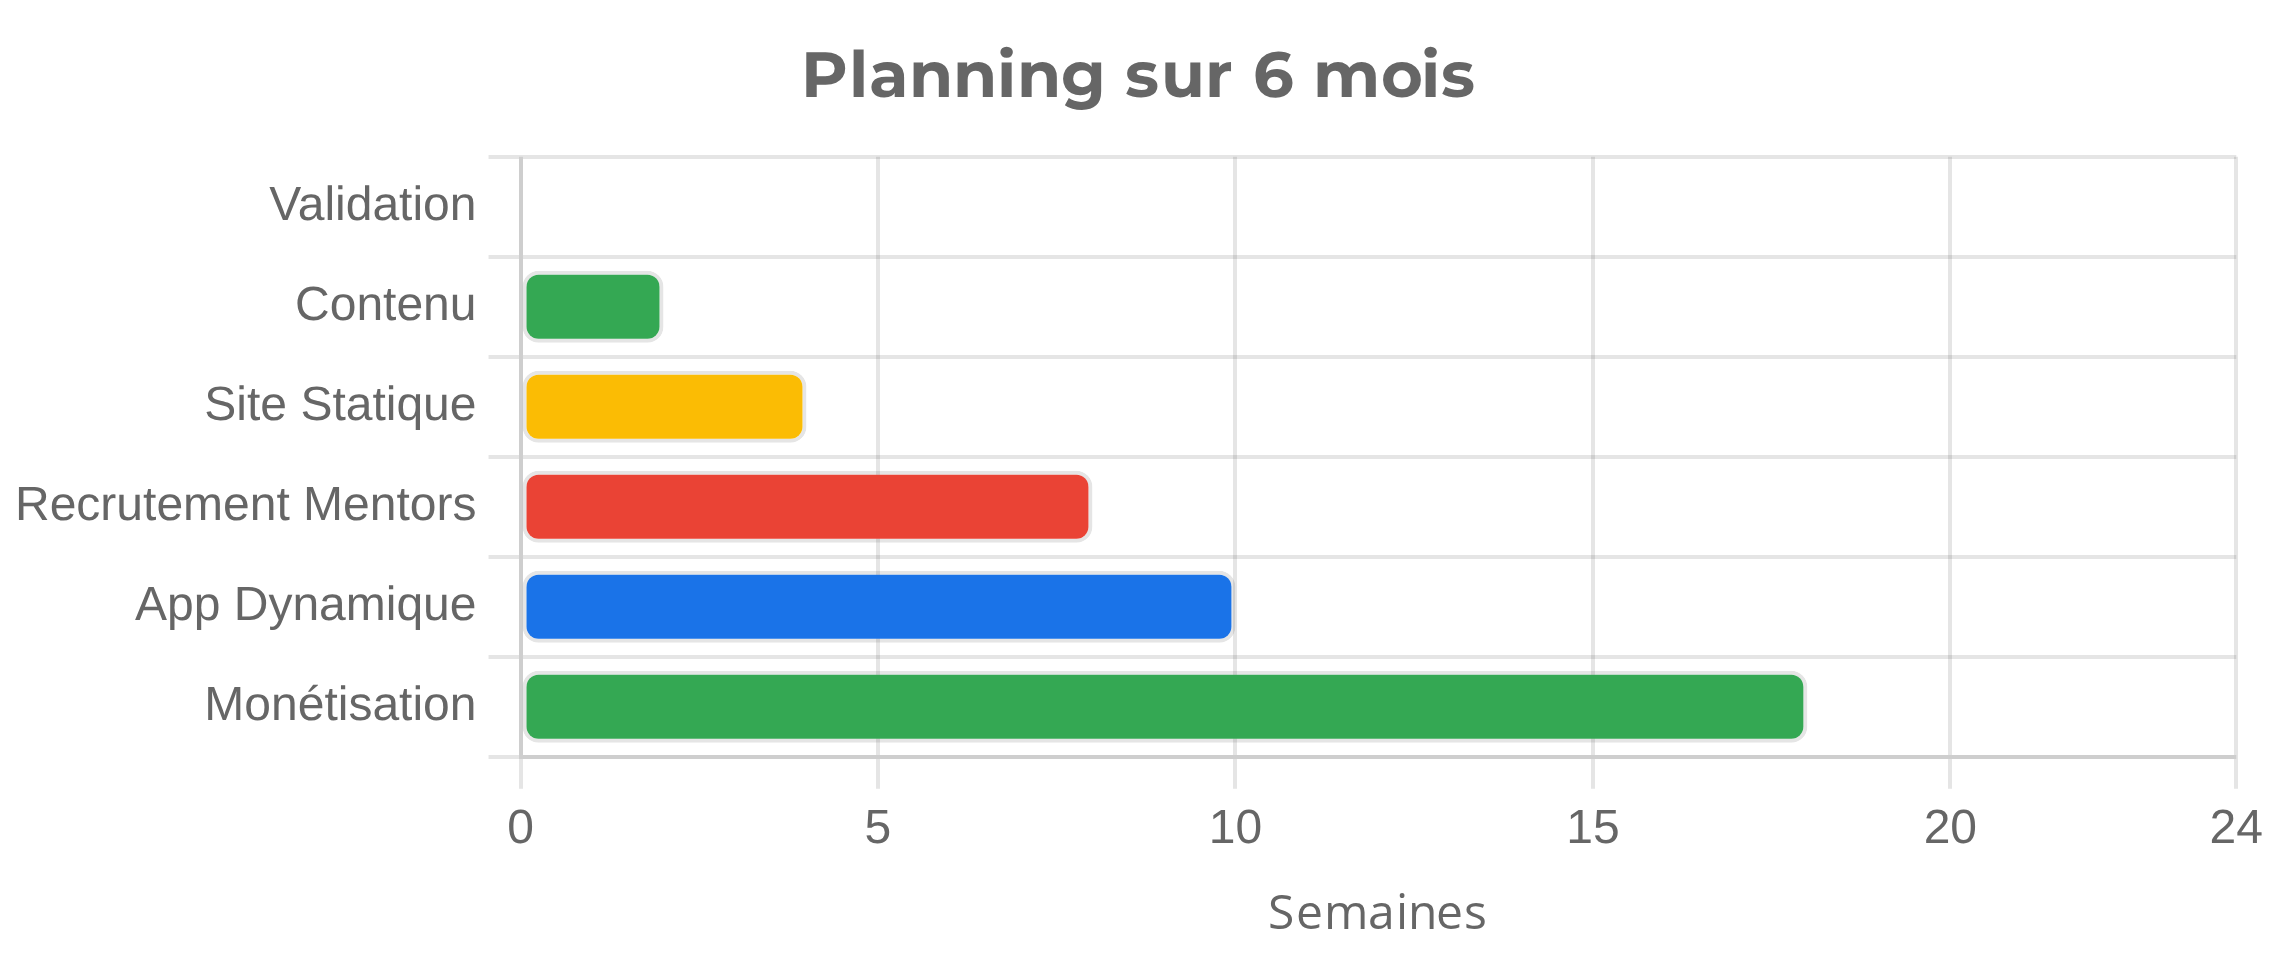 Planning sur 6 mois
Validation
Contenu
Site Statique
Recrutement Mentors
App Dynamique
Monétisation
0 5 10 15 20 24
Semaines